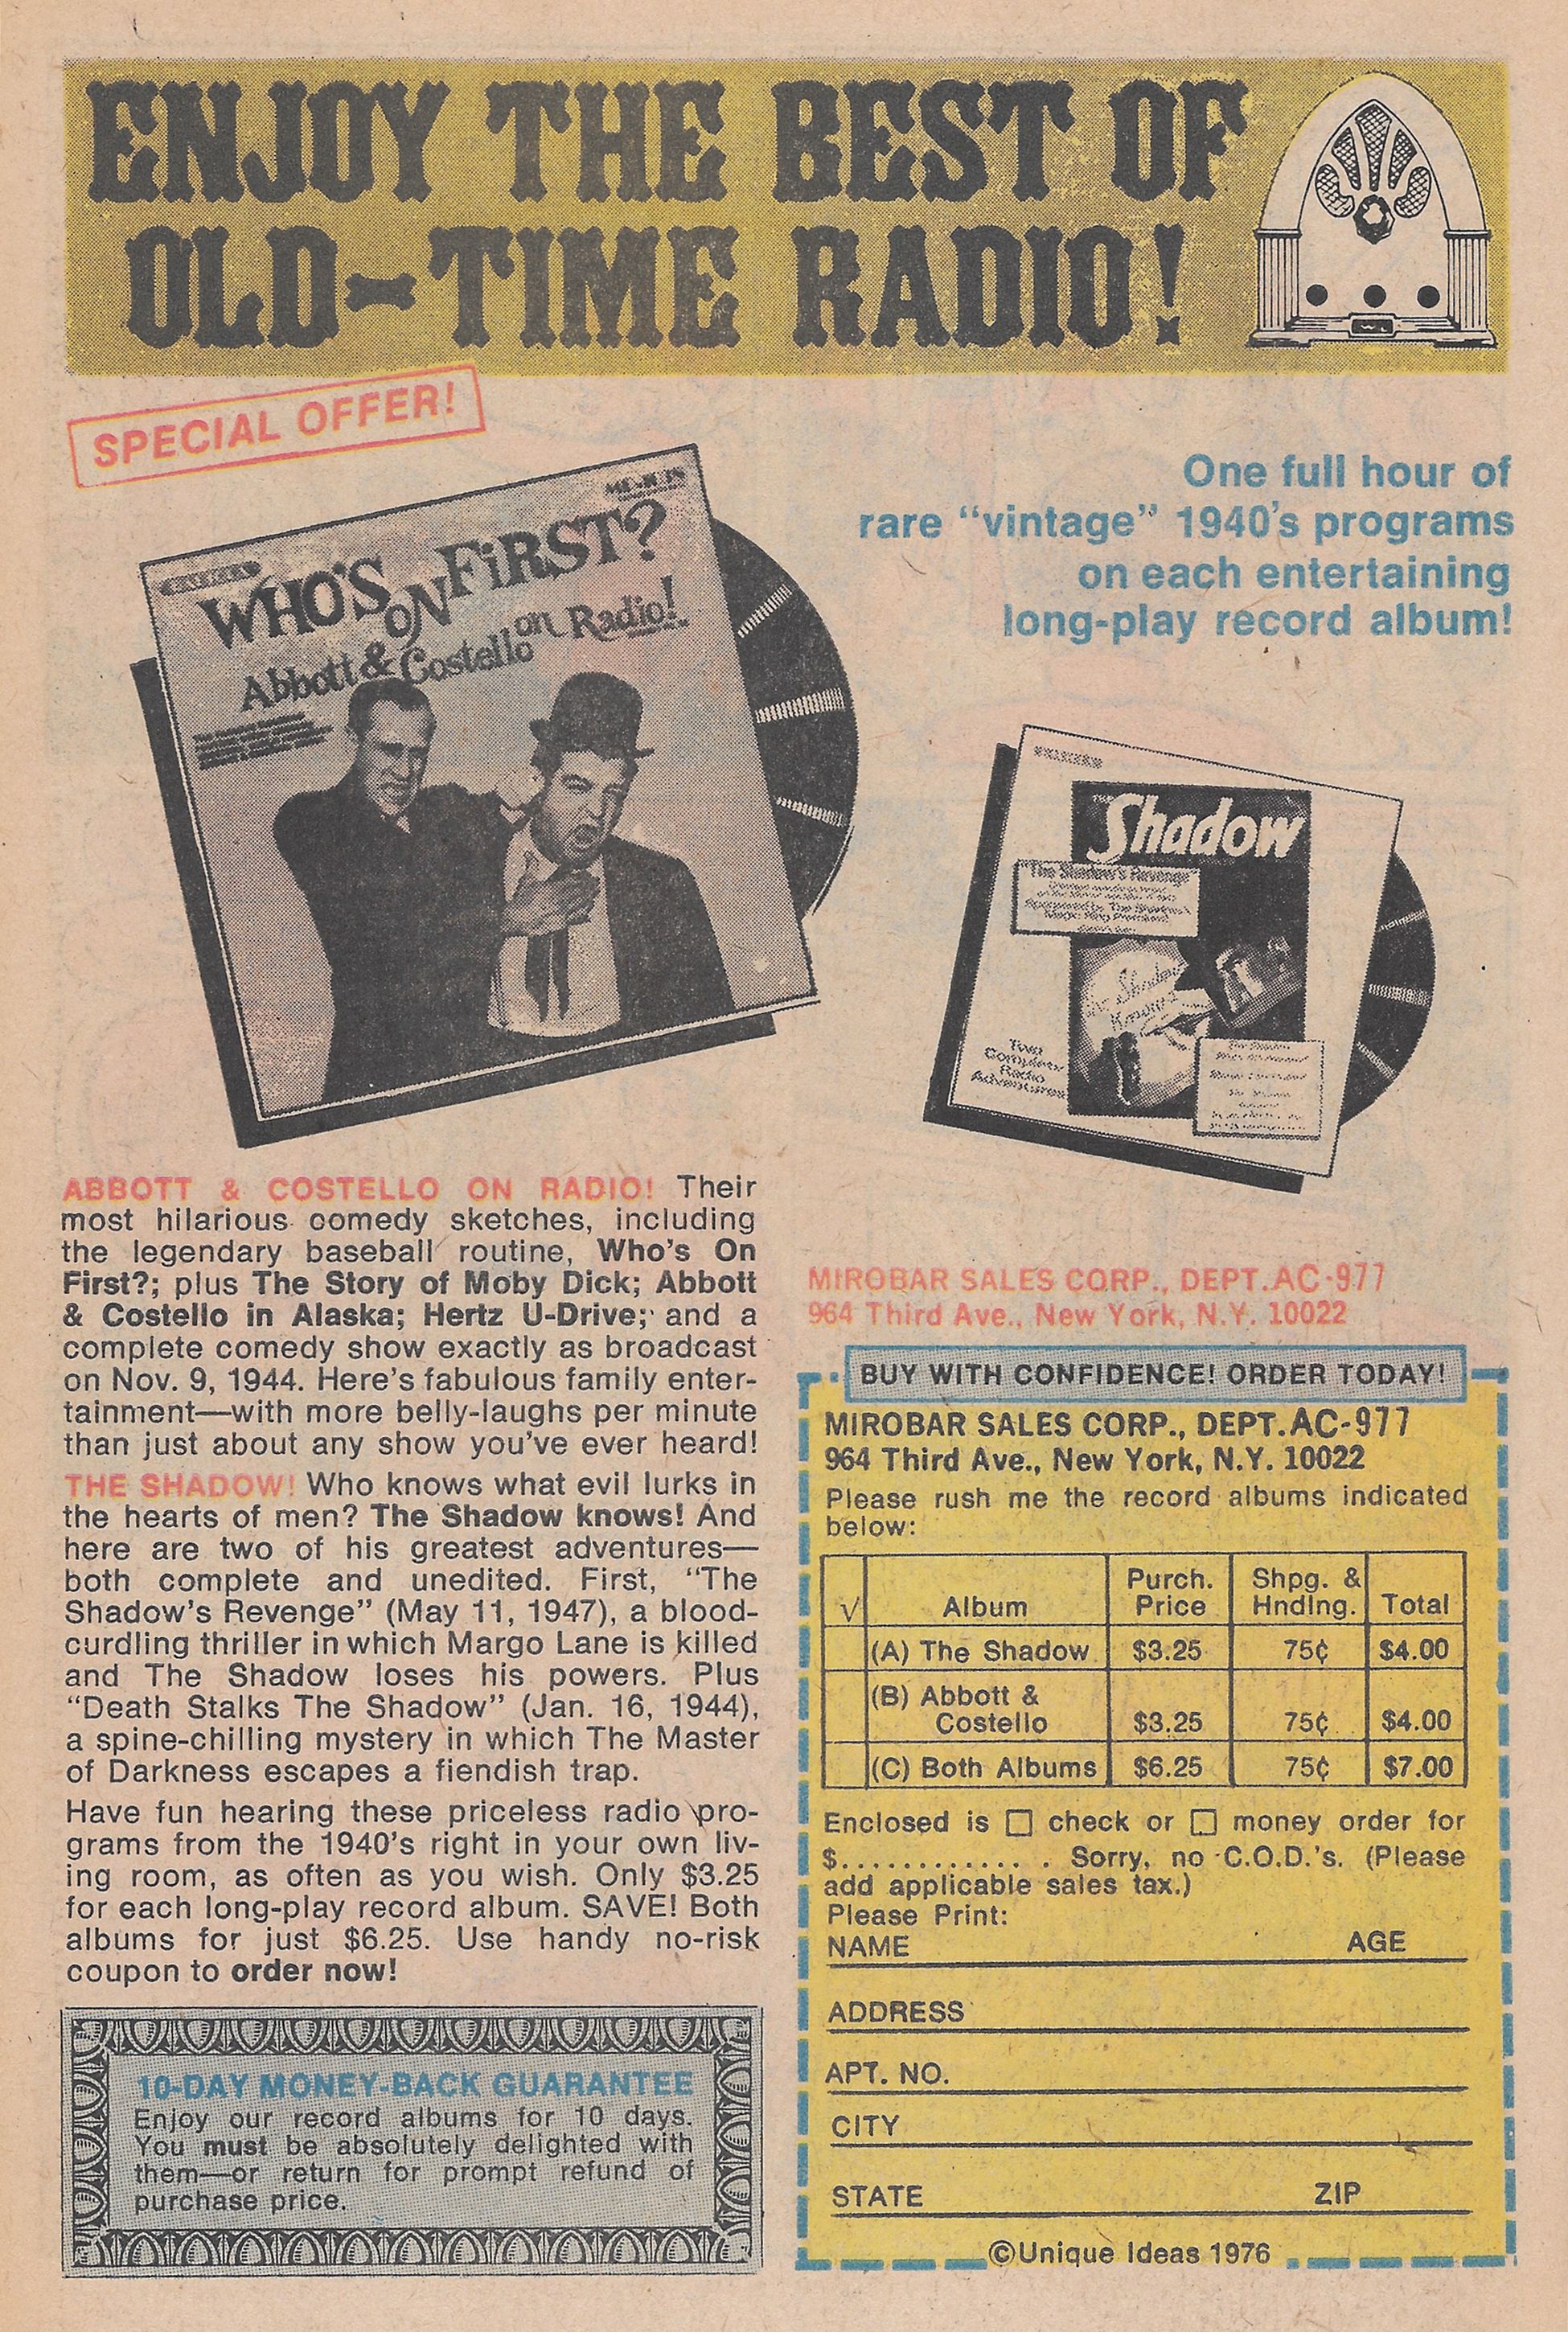 ENJOY THE BEST OF
OLD-TIME RADIO!
SPECIAL OFFER!
One full hour of
rare “vintage” 1940's programs
on each entertaining
long-play record album!
WHO'S ON FiRST?
Abbott & Costello on Radio!
Shadow
"The Shadow's Revenge"
Two
Complete
Radio
Adventures
ABBOTT & COSTELLO ON RADIO! Their
most hilarious comedy sketches, including
the legendary baseball routine, Who's On
First?; plus The Story of Moby Dick; Abbott
& Costello in Alaska; Hertz U-Drive; and a
complete comedy show exactly as broadcast
on Nov. 9, 1944. Here's fabulous family enter-
tainment—with more belly-laughs per minute
than just about any show you've ever heard!
THE SHADOW! Who knows what evil lurks in
the hearts of men? The Shadow knows! And
here are two of his greatest adventures—
both complete and unedited. First, “The
Shadow's Revenge” (May 11, 1947), a blood-
curdling thriller in which Margo Lane is killed
and The Shadow loses his powers. Plus
“Death Stalks The Shadow” (Jan. 16, 1944),
a spine-chilling mystery in which The Master
of Darkness escapes a fiendish trap.
Have fun hearing these priceless radio pro-
grams from the 1940's right in your own liv-
ing room, as often as you wish. Only $3.25
for each long-play record album. SAVE! Both
albums for just $6.25. Use handy no-risk
coupon to order now!
10-DAY MONEY-BACK GUARANTEE
Enjoy our record albums for 10 days.
You must be absolutely delighted with
them—or return for prompt refund of
purchase price.
MIROBAR SALES CORP., DEPT. AC-977
964 Third Ave., New York, N.Y. 10022
BUY WITH CONFIDENCE! ORDER TODAY!
MIROBAR SALES CORP., DEPT. AC-977
964 Third Ave., New York, N.Y. 10022
Please rush me the record albums indicated
below:
√ Album Purch. Price Shpg. & Hndlng. Total
(A) The Shadow $3.25 75¢ $4.00
(B) Abbott &
Costello $3.25 75¢ $4.00
(C) Both Albums $6.25 75¢ $7.00
Enclosed is □ check or □ money order for
$............. Sorry, no C.O.D.'s. (Please
add applicable sales tax.)
Please Print:
NAME AGE
ADDRESS
APT. NO.
CITY
STATE ZIP
©Unique Ideas 1976